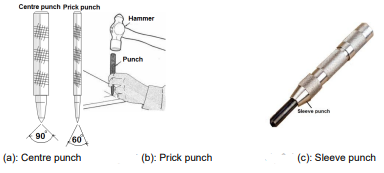 Centre punch Prick punch
Hammer
Punch
Sleeve punch
90°
60°
(a): Centre punch (b): Prick punch (c): Sleeve punch